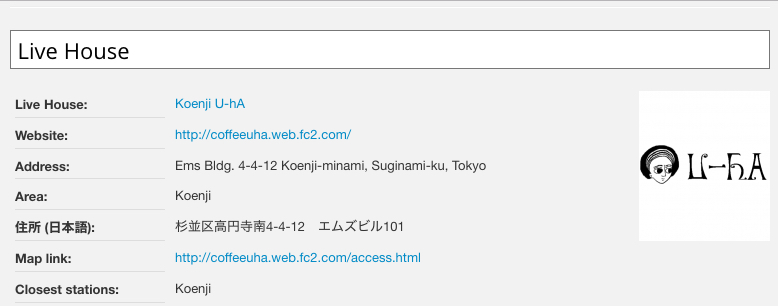 Live House
Live House: Koenji U-hA
Website: http://coffeeuha.web.fc2.com/
Address: Ems Bldg. 4-4-12 Koenji-minami, Suginami-ku, Tokyo
Area: Koenji
住所 (日本語): 杉並区高円寺南4-4-12　エムズビル101
Map link: http://coffeeuha.web.fc2.com/access.html
Closest stations: Koenji
U-hA